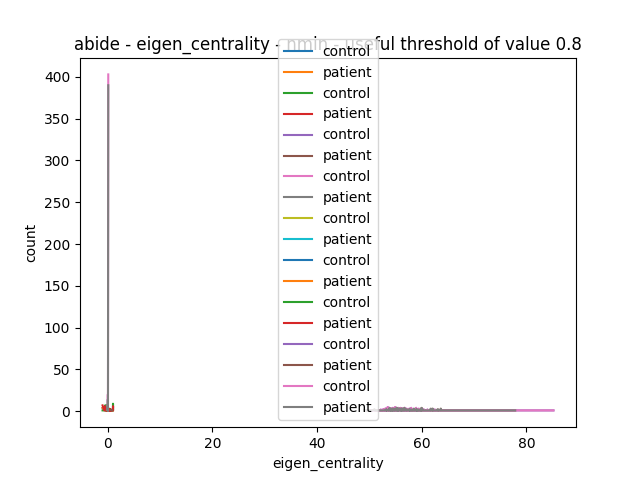 abide - eigen_centrality - nmin - useful threshold of value 0.8
control
patient
control
patient
control
patient
control
patient
control
patient
control
patient
control
patient
control
patient
control
patient
400
350
300
250
200
150
100
50
0
count
0 20 40 60 80
eigen_centrality